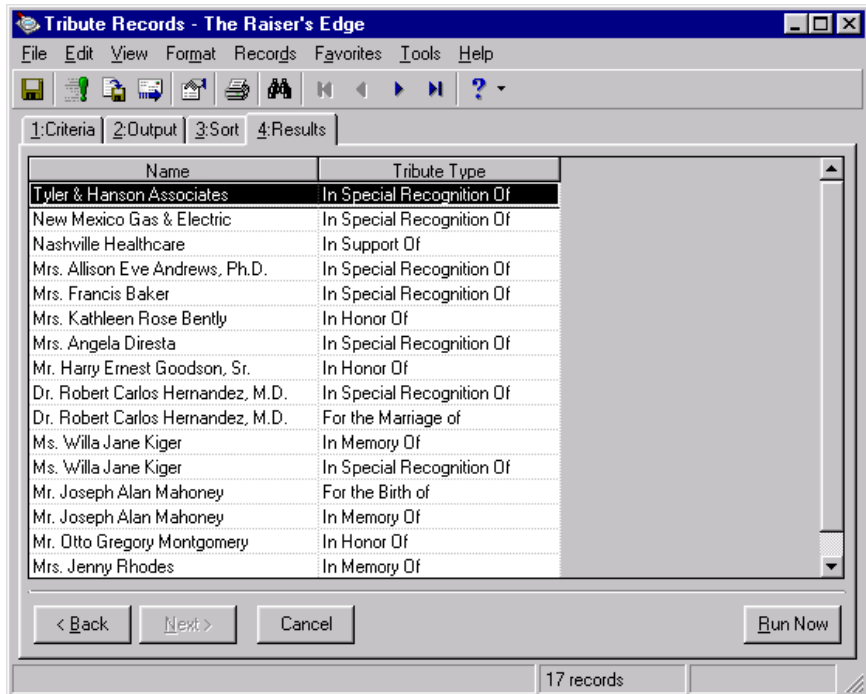 Tribute Records - The Raiser's Edge
File Edit View Format Records Favorites Tools Help
1:Criteria 2:Output 3:Sort 4:Results
Name Tribute Type
Tyler & Hanson Associates In Special Recognition Of
New Mexico Gas & Electric In Special Recognition Of
Nashville Healthcare In Support Of
Mrs. Allison Eve Andrews, Ph.D. In Special Recognition Of
Mrs. Francis Baker In Special Recognition Of
Mrs. Kathleen Rose Bently In Honor Of
Mrs. Angela Diresta In Special Recognition Of
Mr. Harry Ernest Goodson, Sr. In Honor Of
Dr. Robert Carlos Hernandez, M.D. In Special Recognition Of
Dr. Robert Carlos Hernandez, M.D. For the Marriage of
Ms. Willa Jane Kiger In Memory Of
Ms. Willa Jane Kiger In Special Recognition Of
Mr. Joseph Alan Mahoney For the Birth of
Mr. Joseph Alan Mahoney In Memory Of
Mr. Otto Gregory Montgomery In Honor Of
Mrs. Jenny Rhodes In Memory Of
< Back Next > Cancel Run Now
17 records